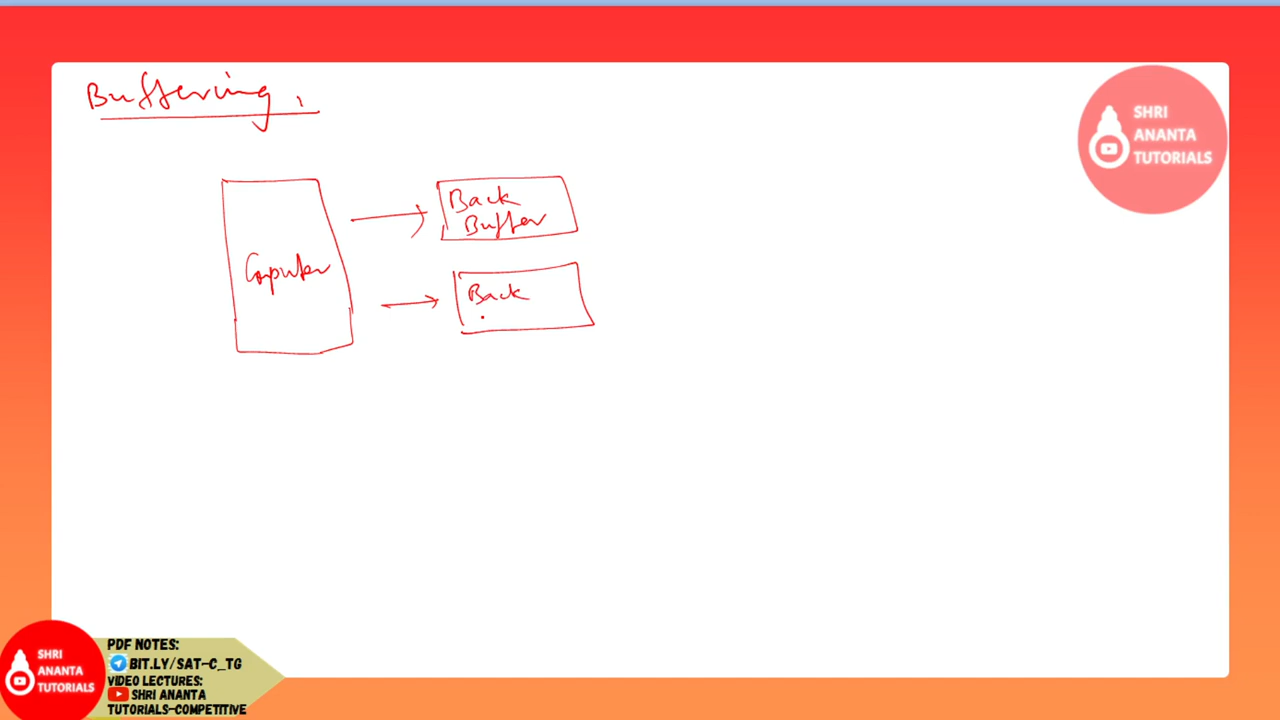 Buffering
SHRI
ANANTA
TUTORIALS
Back
Buffer
Computer
Back
SHRI
ANANTA
TUTORIALS
PDF NOTES:
BIT.LY/SAT-C_TG
VIDEO LECTURES:
SHRI ANANTA
TUTORIALS-COMPETITIVE